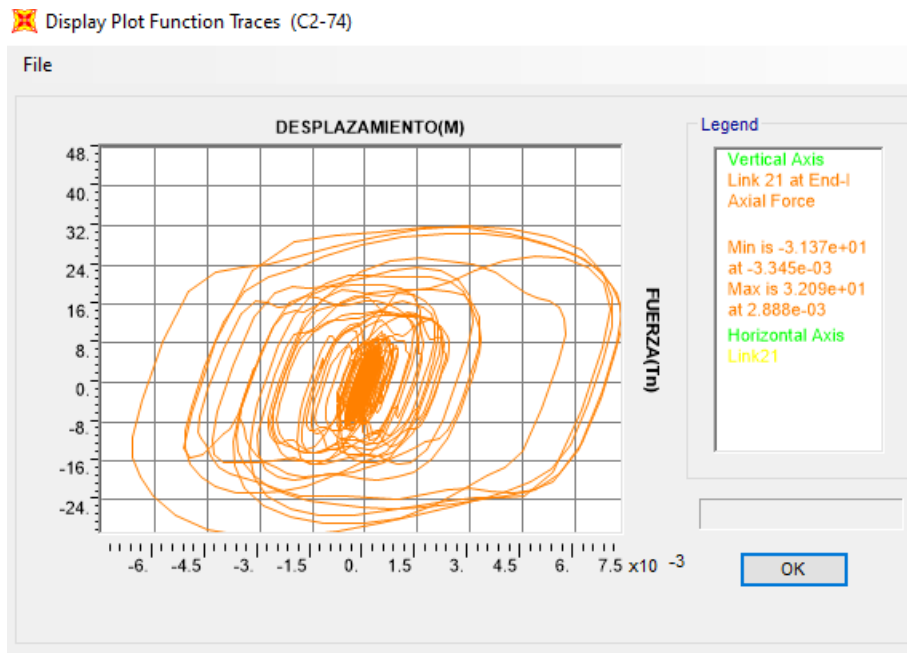 Display Plot Function Traces (C2-74)
File
DESPLAZAMIENTO(M)
48.
40.
32.
24.
16.
8.
0.
-8.
-16.
-24.
-6. -4.5 -3. -1.5 0. 1.5 3. 4.5 6. 7.5 x10 -3
FUERZA(Tn)
Legend
Vertical Axis
Link 21 at End-I
Axial Force
Min is -3.137e+01
at -3.345e-03
Max is 3.209e+01
at 2.888e-03
Horizontal Axis
Link21
OK